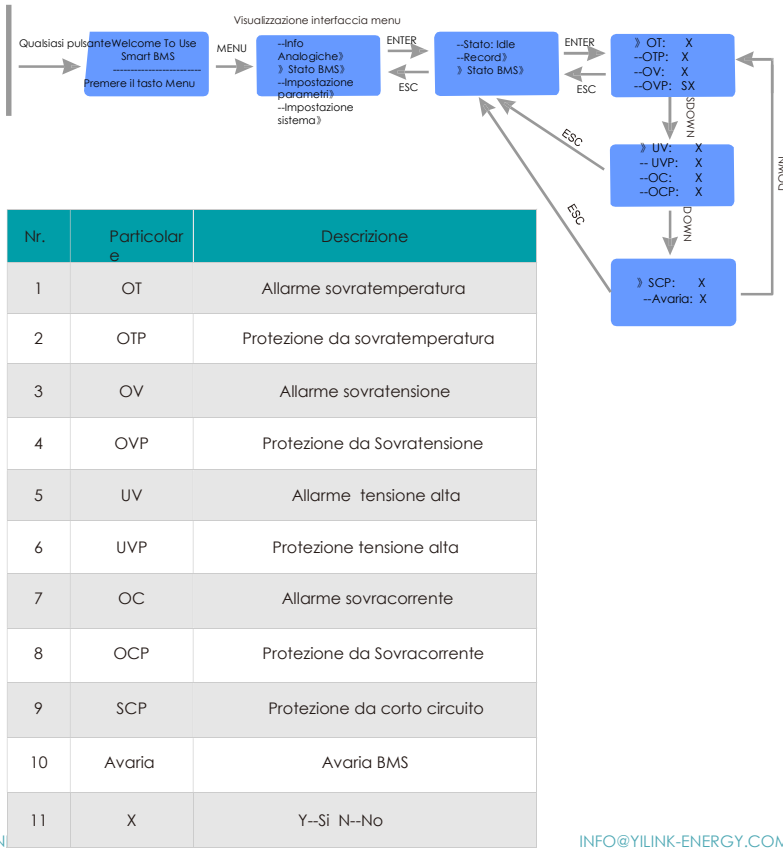 Visualizzazione interfaccia menu
Qualsiasi pulsante
Welcome To Use
Smart BMS
--------------------------
Premere il tasto Menu
MENU
--Info
Analogiche》
》Stato BMS》
--Impostazione
parametri》
--Impostazione
sistema》
ENTER
ESC
--Stato: Idle
--Record》
》Stato BMS》
ENTER
ESC
》OT: X
--OTP: X
--OV: X
--OVP: SX
SDOWN
ESC
》UV: X
-- UVP: X
--OC: X
--OCP: X
DOWN
DOWN
ESC
》SCP: X
--Avaria: X
Nr. Particolar
e Descrizione
1 OT Allarme sovratemperatura
2 OTP Protezione da sovratemperatura
3 OV Allarme sovratensione
4 OVP Protezione da Sovratensione
5 UV Allarme tensione alta
6 UVP Protezione tensione alta
7 OC Allarme sovracorrente
8 OCP Protezione da Sovracorrente
9 SCP Protezione da corto circuito
10 Avaria Avaria BMS
11 X Y--Si N--No
INFO@YILINK-ENERGY.COM